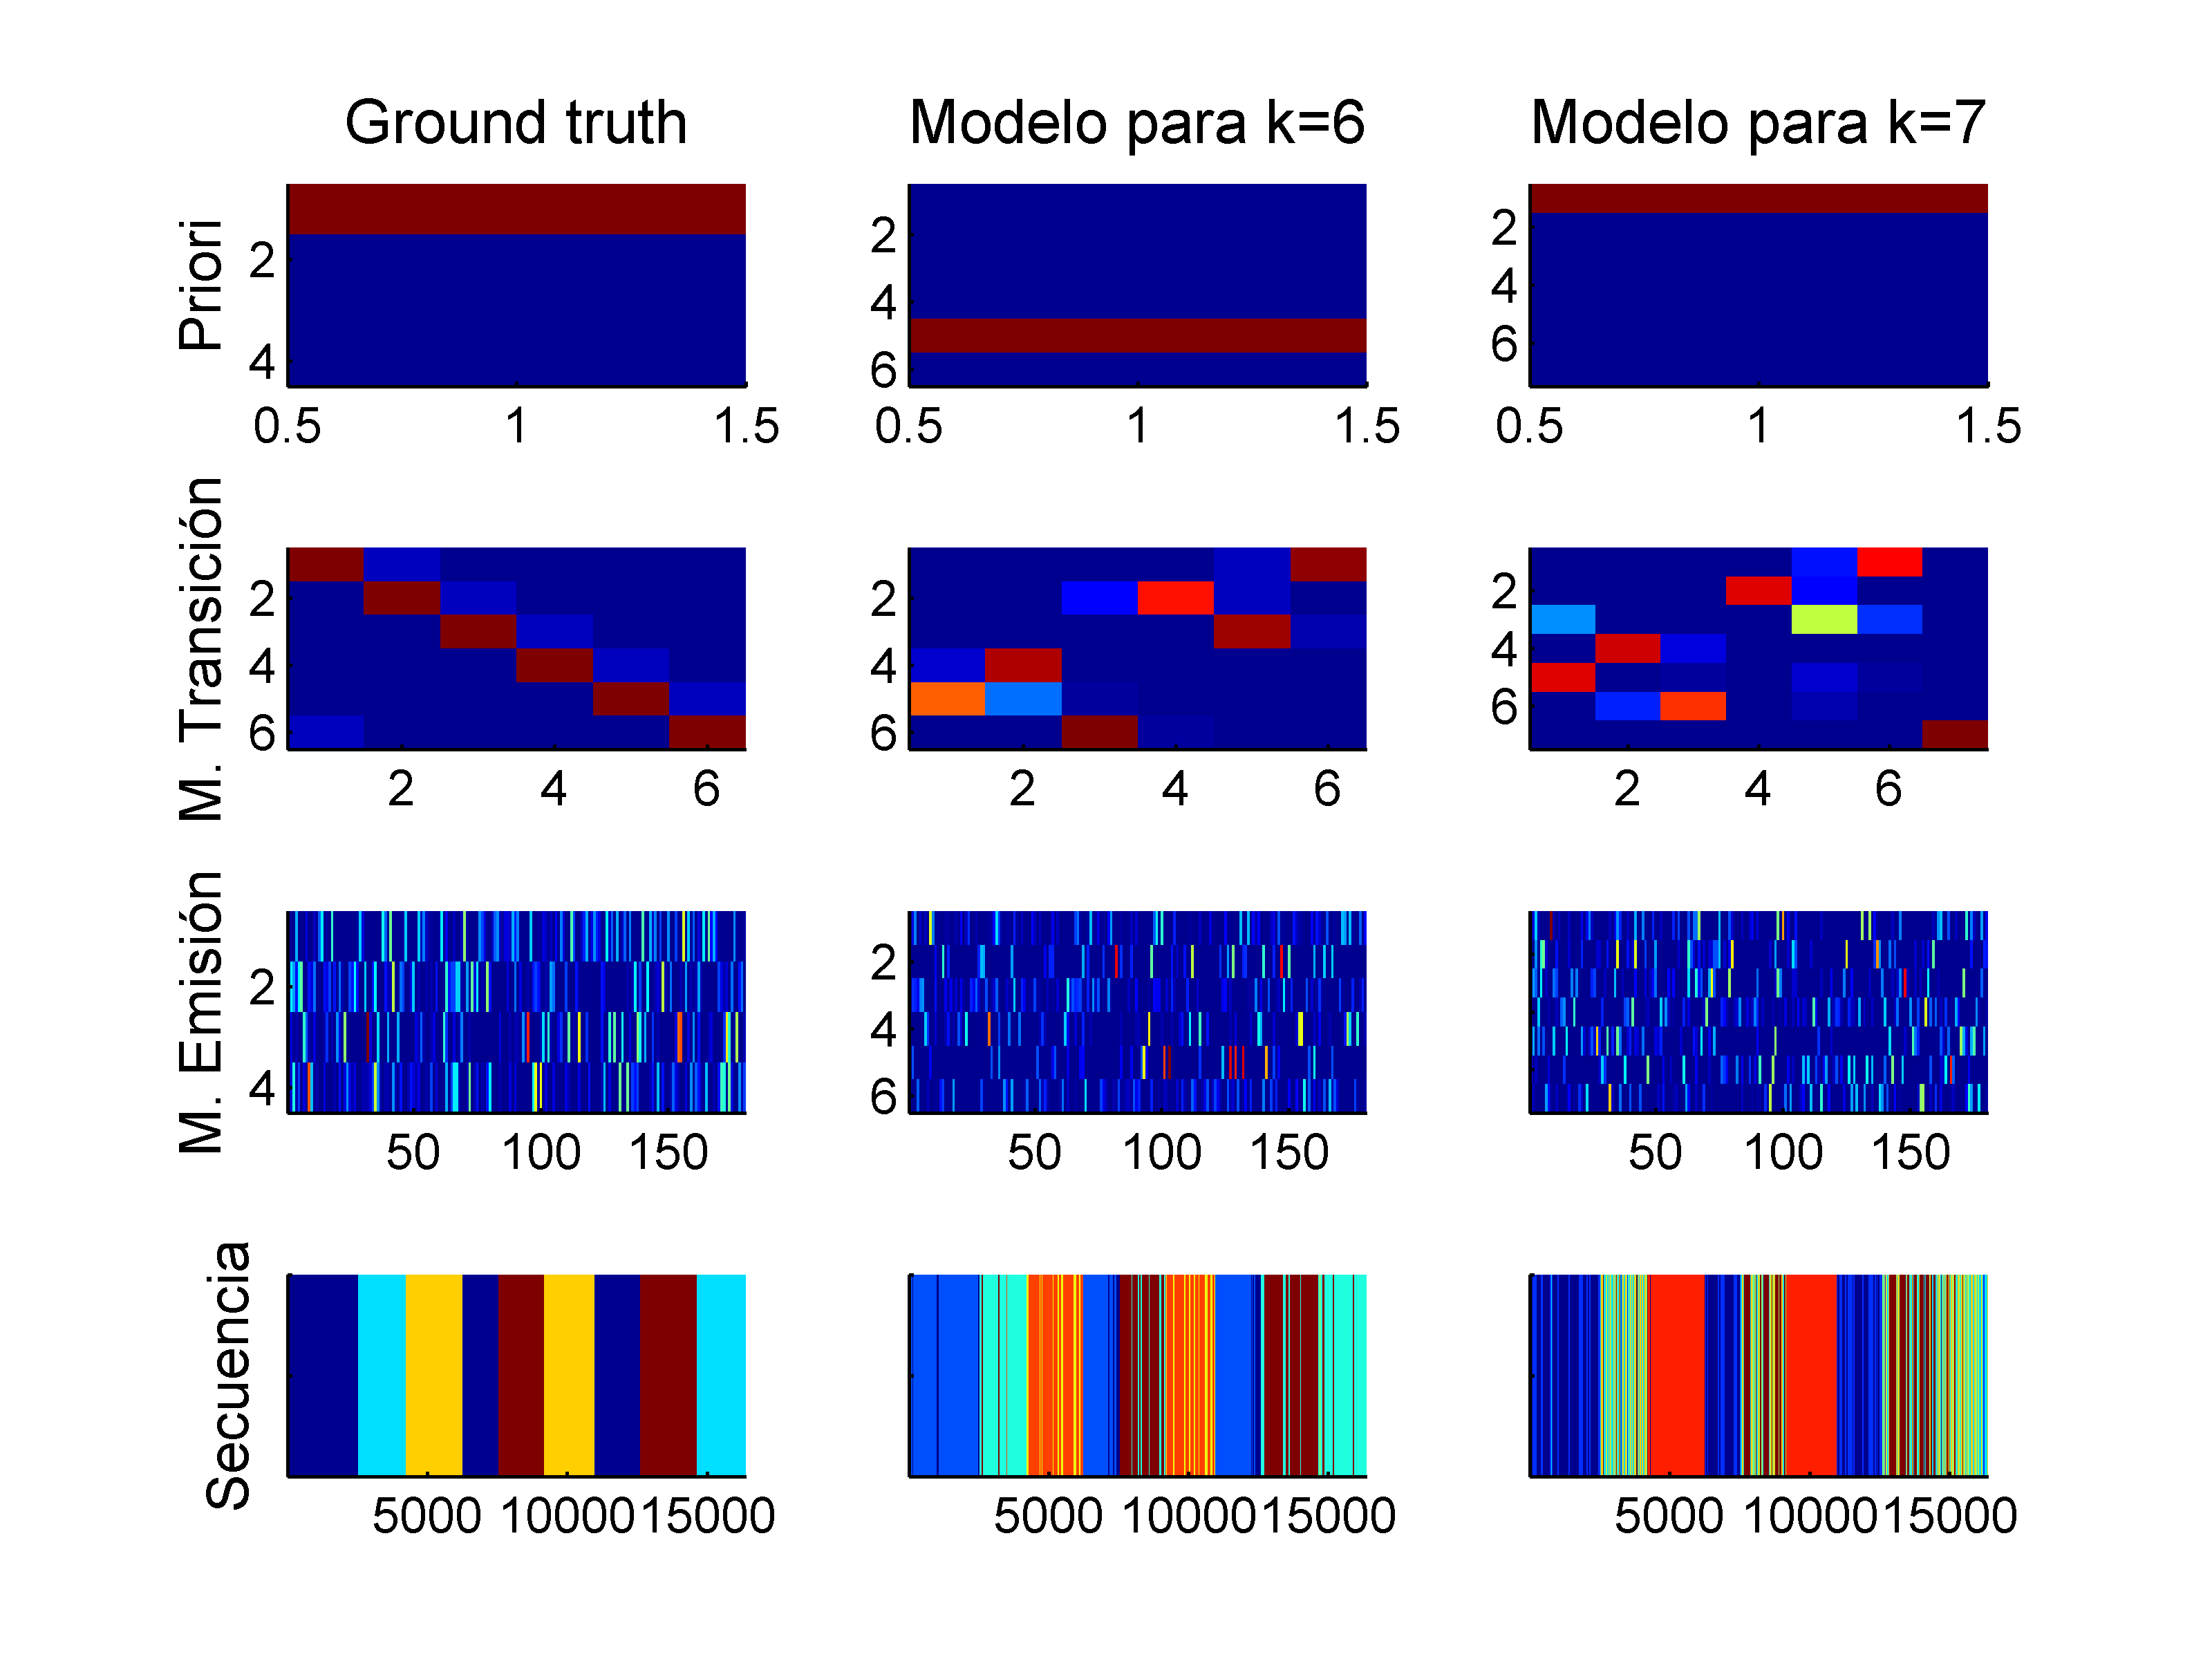 Ground truth Modelo para k=6 Modelo para k=7
Priori
2 2 2
4 4 4
6 6
0.5 1 1.5 0.5 1 1.5 0.5 1 1.5
M. Transición
2 2 2
4 4 4
6 6 6
2 4 6 2 4 6 2 4 6
M. Emisión
2 2
4 4
6
50 100 150 50 100 150 50 100 150
Secuencia
5000 10000 15000 5000 10000 15000 5000 10000 15000